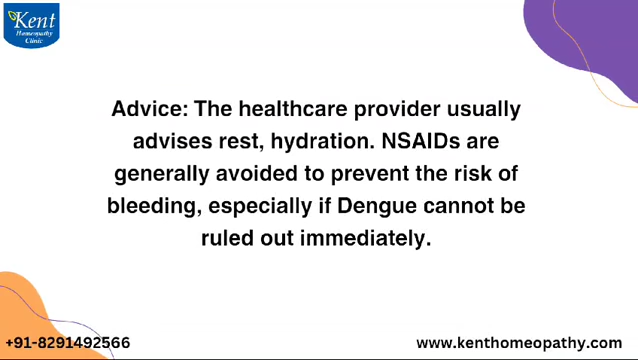 Kent
Homeopathy
Clinic
Advice: The healthcare provider usually
advises rest, hydration. NSAIDs are
generally avoided to prevent the risk of
bleeding, especially if Dengue cannot be
ruled out immediately.
+91-8291492566
www.kenthomeopathy.com